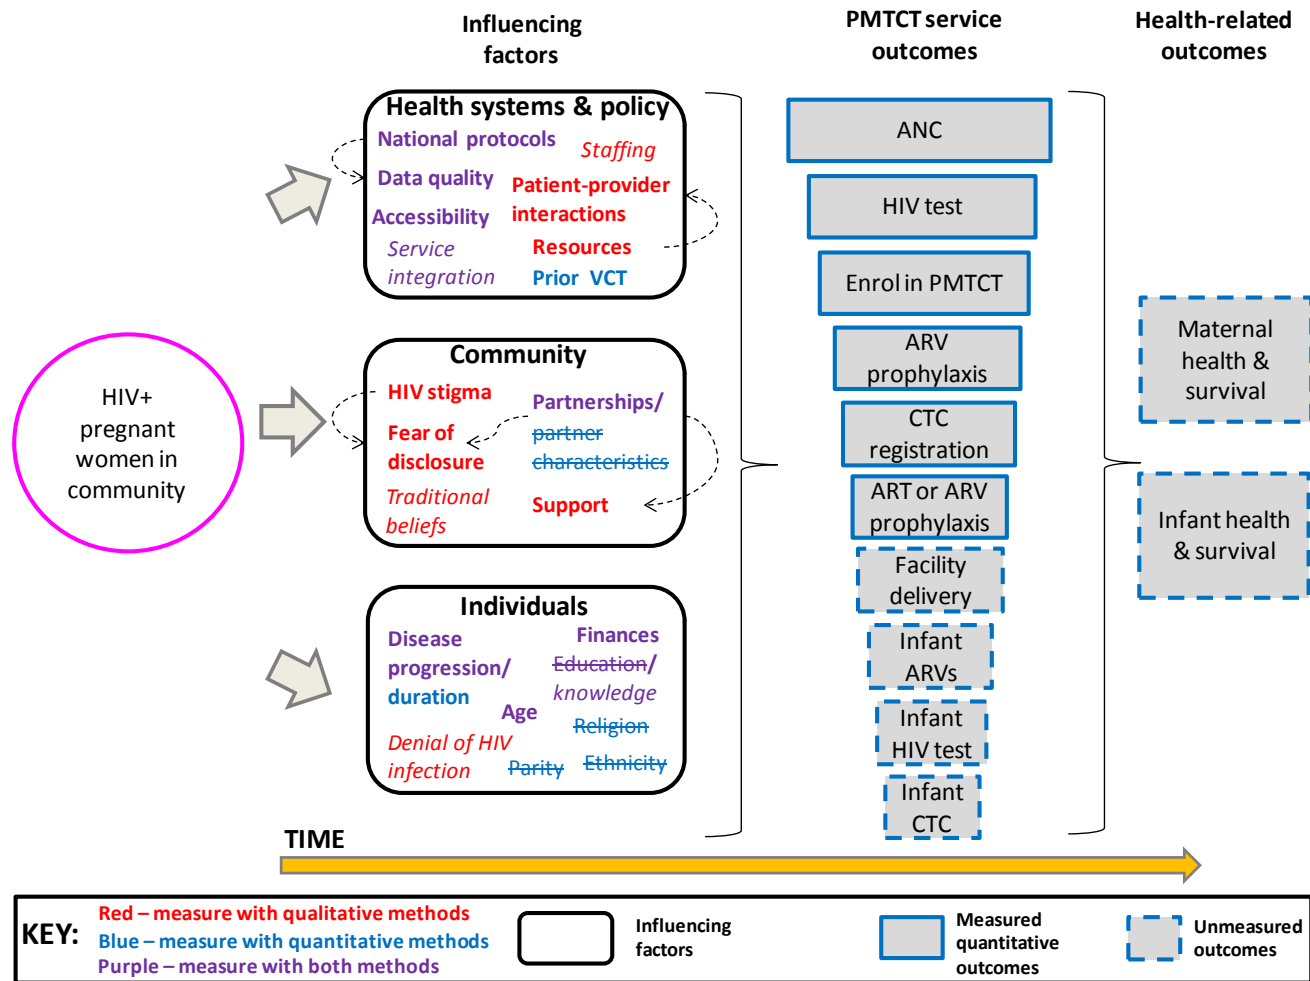 Influencing
factors
PMTCT service
outcomes
Health-related
outcomes
HIV+
pregnant
women in
community
Health systems & policy
National protocols
Staffing
Data quality
Patient-provider
interactions
Accessibility
Service
integration
Resources
Prior VCT
Community
HIV stigma
Partnerships/
partner
characteristics
Fear of
disclosure
Traditional
beliefs
Support
Individuals
Disease
progression/
duration
Finances
Education/
knowledge
Age
Religion
Denial of HIV
infection
Parity
Ethnicity
ANC
HIV test
Enrol in PMTCT
ARV
prophylaxis
CTC
registration
ART or ARV
prophylaxis
Facility
delivery
Infant
ARVs
Infant
HIV test
Infant
CTC
Maternal
health &
survival
Infant health
& survival
TIME
KEY:
Red – measure with qualitative methods
Blue – measure with quantitative methods
Purple – measure with both methods
Influencing
factors
Measured
quantitative
outcomes
Unmeasured
outcomes